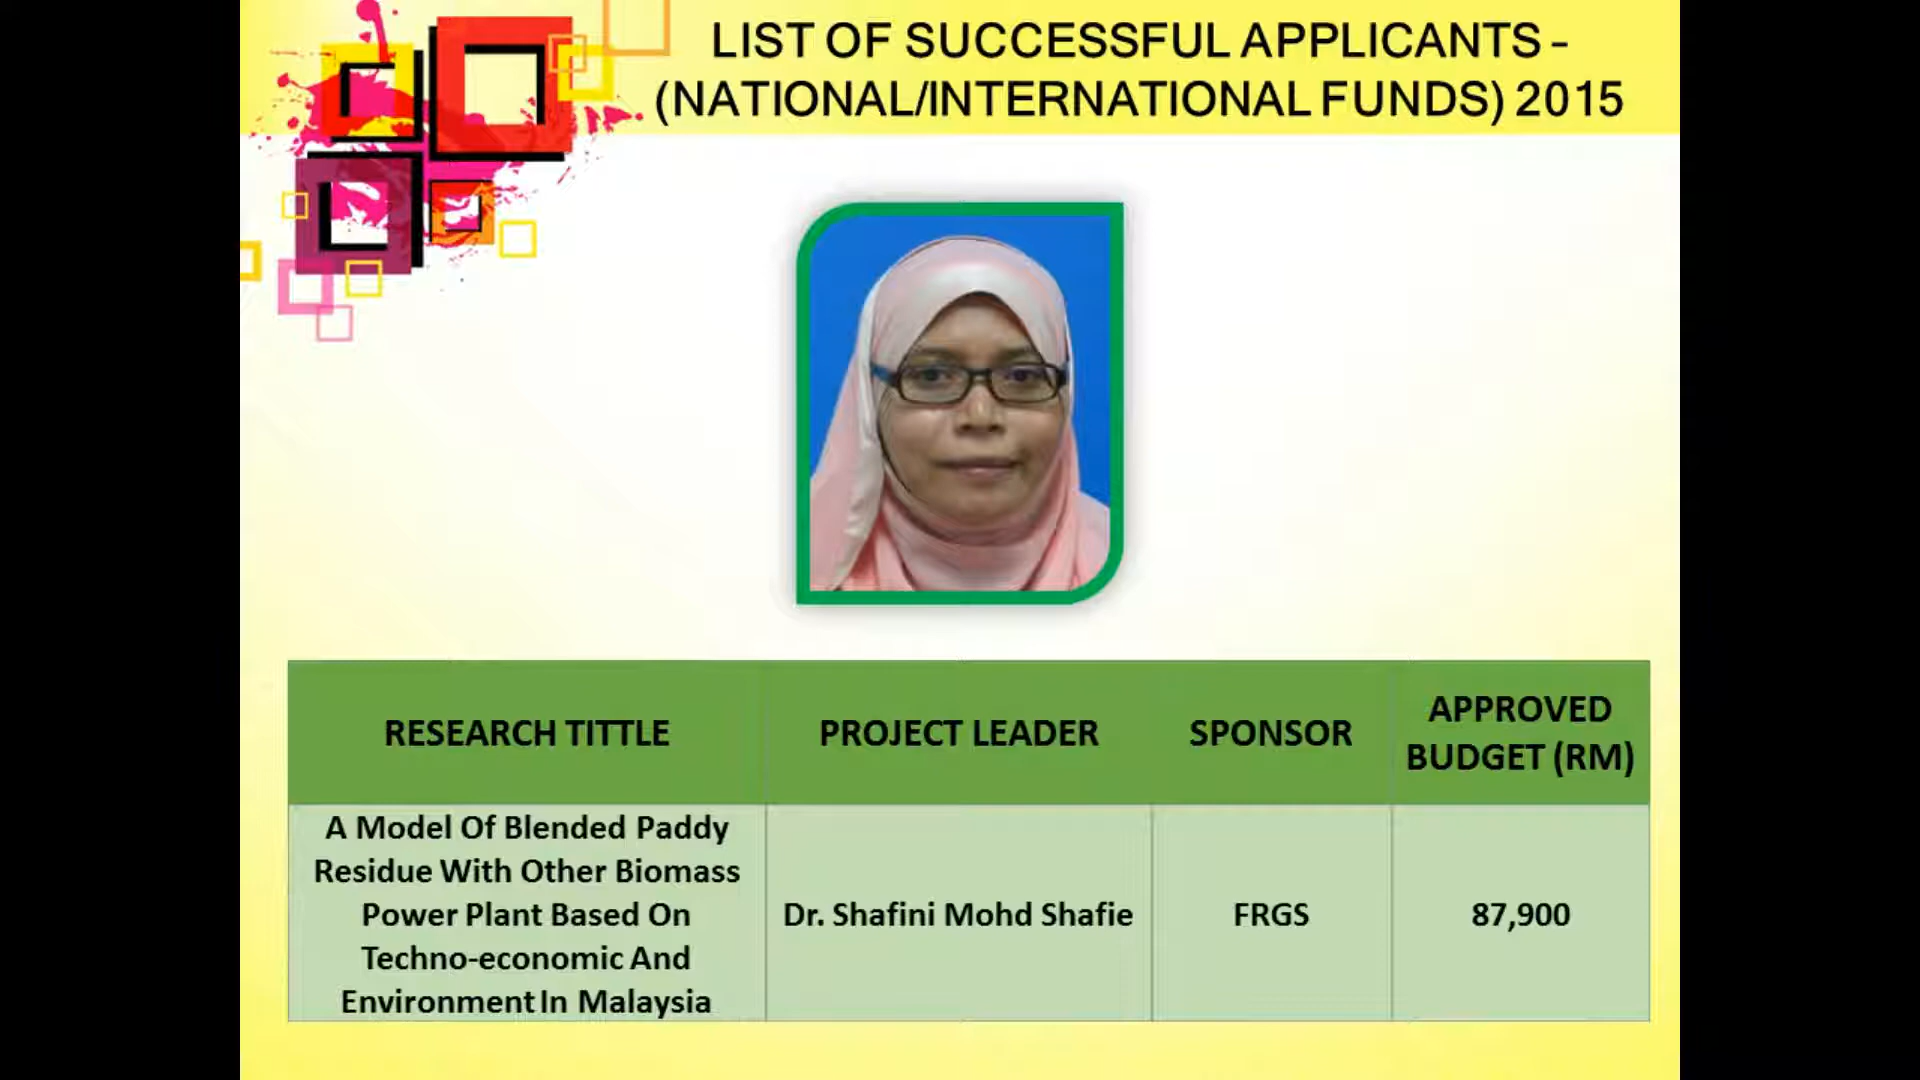 LIST OF SUCCESSFUL APPLICANTS -
(NATIONAL/INTERNATIONAL FUNDS) 2015
RESEARCH TITTLE
PROJECT LEADER
SPONSOR
APPROVED
BUDGET (RM)
A Model Of Blended Paddy
Residue With Other Biomass
Power Plant Based On
Techno-economic And
Environment In Malaysia
Dr. Shafini Mohd Shafie
FRGS
87,900